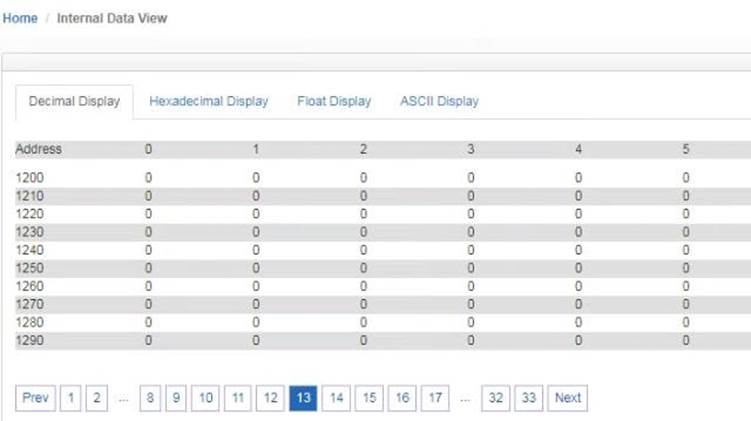 Home / Internal Data View
Decimal Display Hexadecimal Display Float Display ASCII Display
Address 0 1 2 3 4 5
1200 0 0 0 0 0 0
1210 0 0 0 0 0 0
1220 0 0 0 0 0 0
1230 0 0 0 0 0 0
1240 0 0 0 0 0 0
1250 0 0 0 0 0 0
1260 0 0 0 0 0 0
1270 0 0 0 0 0 0
1280 0 0 0 0 0 0
1290 0 0 0 0 0 0
Prev 1 2 ... 8 9 10 11 12 13 14 15 16 17 ... 32 33 Next